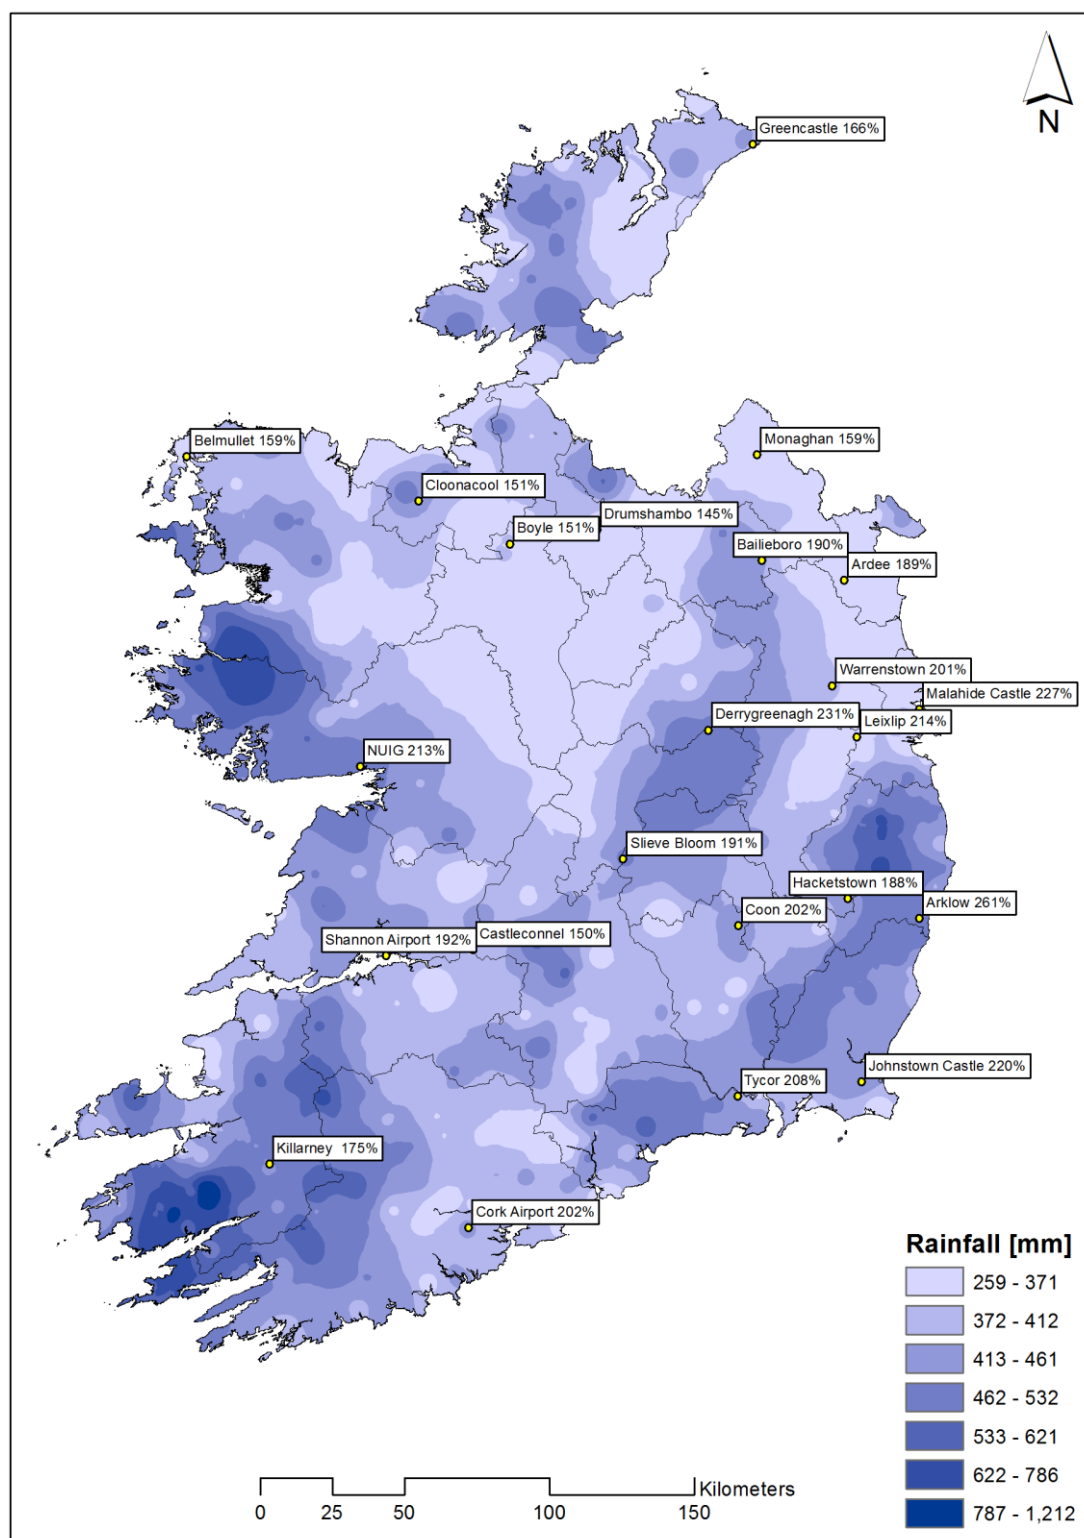 N
Greencastle 166%
Belmullet 159%
Monaghan 159%
Cloonacool 151%
Drumshambo 145%
Boyle 151%
Bailieboro 190%
Ardee 189%
Warrenstown 201%
Malahide Castle 227%
Derrygreenagh 231%
Leixlip 214%
NUIG 213%
Slieve Bloom 191%
Hacketstown 188%
Arklow 261%
Coon 202%
Castleconnel 150%
Shannon Airport 192%
Johnstown Castle 220%
Tycor 208%
Killarney 175%
Cork Airport 202%
Rainfall [mm]
259 - 371
372 - 412
413 - 461
462 - 532
533 - 621
622 - 786
787 - 1,212
Kilometers
0 25 50 100 150